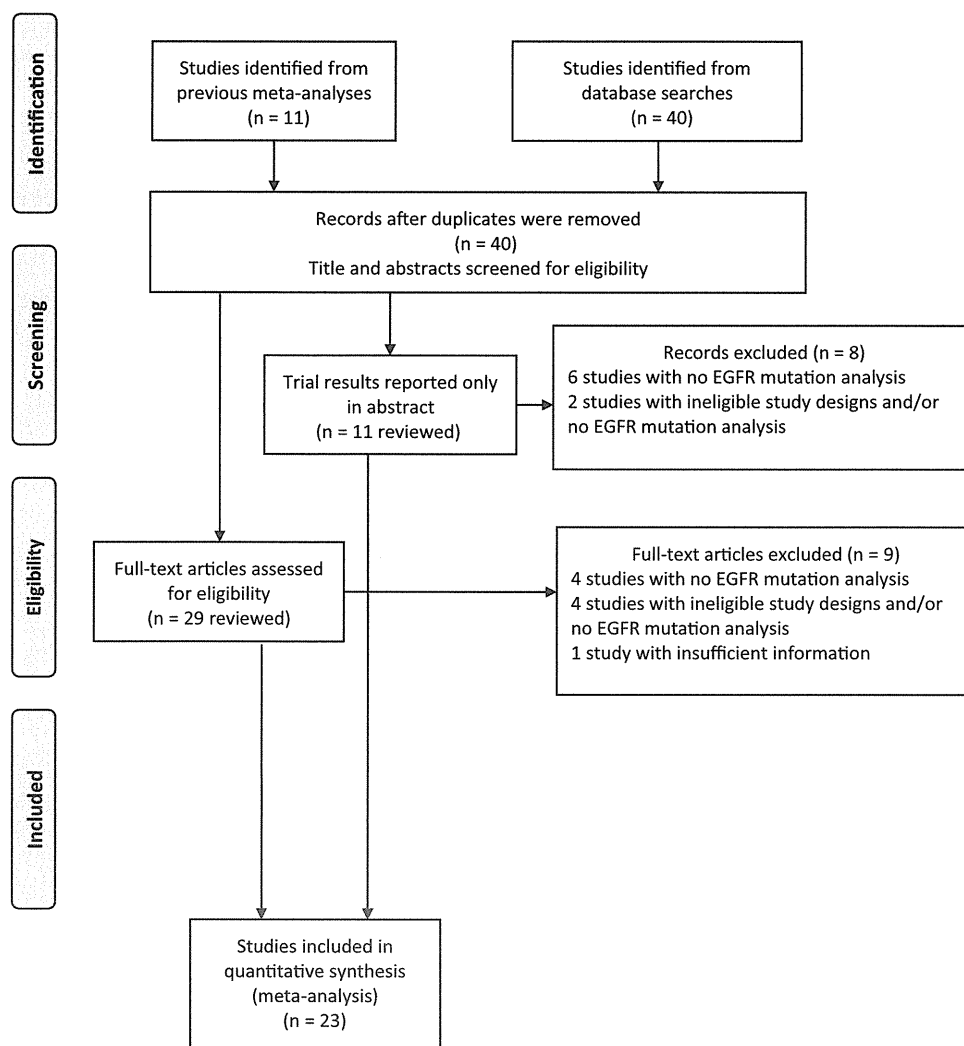 Identification
Studies identified from
previous meta-analyses
(n = 11)
Studies identified from
database searches
(n = 40)
Records after duplicates were removed
(n = 40)
Title and abstracts screened for eligibility
Screening
Trial results reported only
in abstract
(n = 11 reviewed)
Records excluded (n = 8)
6 studies with no EGFR mutation analysis
2 studies with ineligible study designs and/or
no EGFR mutation analysis
Eligibility
Full-text articles assessed
for eligibility
(n = 29 reviewed)
Full-text articles excluded (n = 9)
4 studies with no EGFR mutation analysis
4 studies with ineligible study designs and/or
no EGFR mutation analysis
1 study with insufficient information
Included
Studies included in
quantitative synthesis
(meta-analysis)
(n = 23)